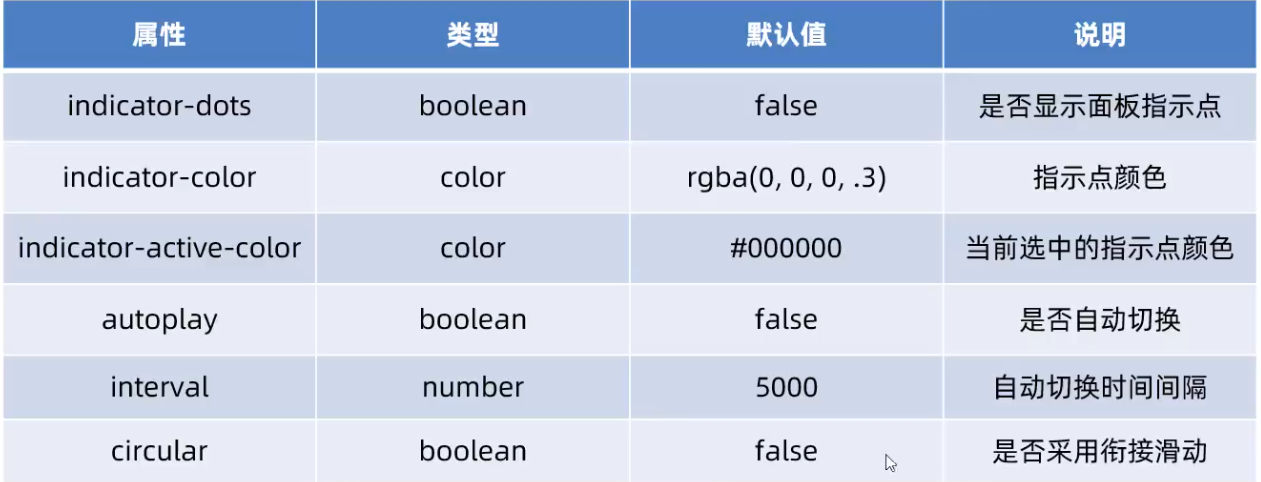 属性 类型 默认值 说明
indicator-dots boolean false 是否显示面板指示点
indicator-color color rgba(0, 0, 0, .3) 指示点颜色
indicator-active-color color #000000 当前选中的指示点颜色
autoplay boolean false 是否自动切换
interval number 5000 自动切换时间间隔
circular boolean false 是否采用衔接滑动